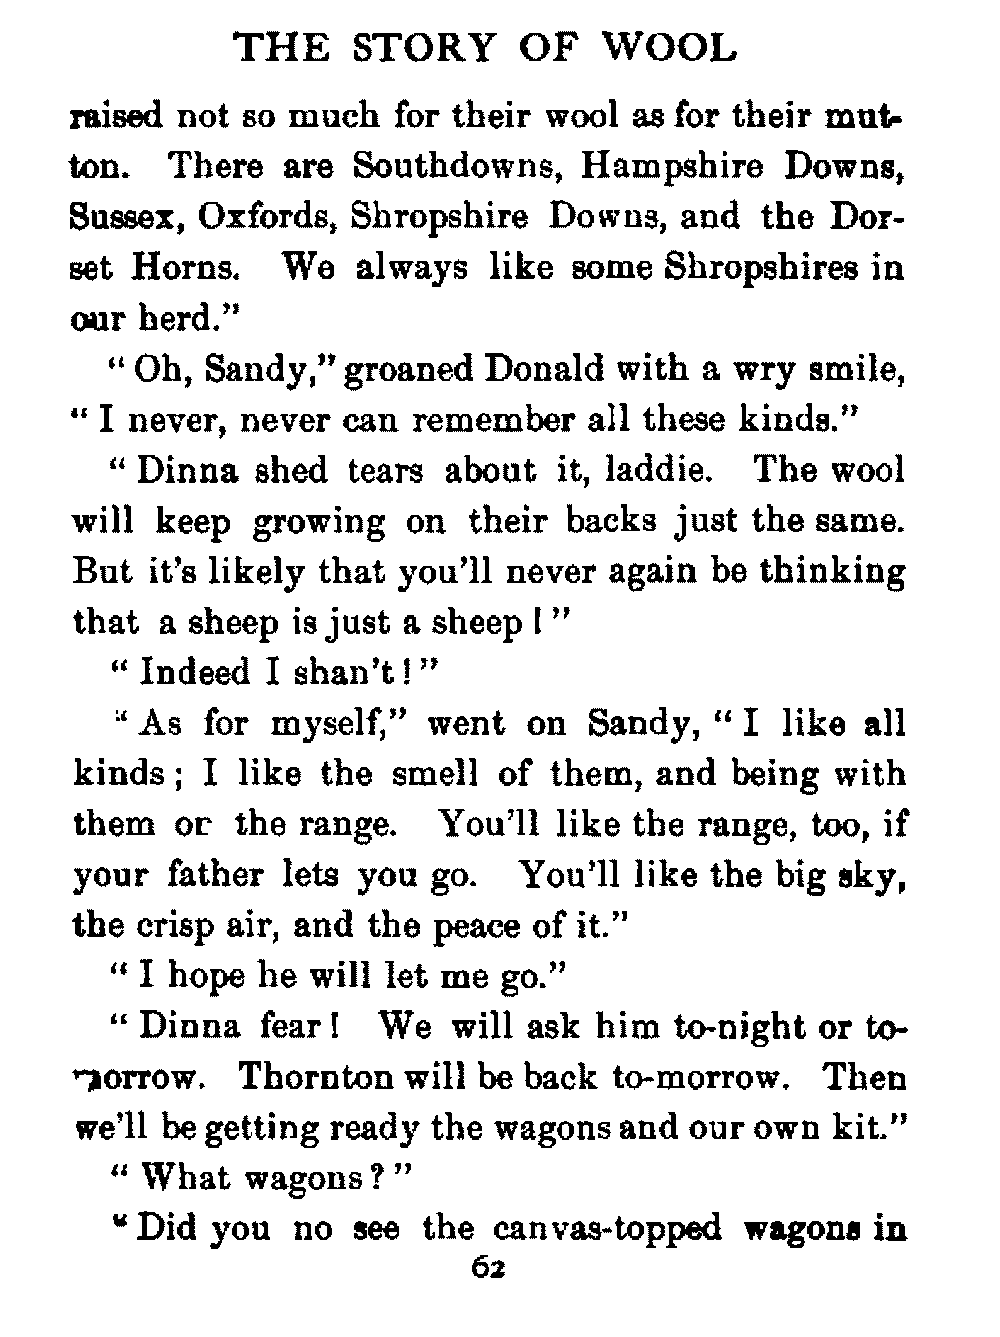 THE STORY OF WOOL
raised not so much for their wool as for their mut-
ton. There are Southdowns, Hampshire Downs,
Sussex, Oxfords, Shropshire Downs, and the Dor-
set Horns. We always like some Shropshires in
our herd."
" Oh, Sandy," groaned Donald with a wry smile,
" I never, never can remember all these kinds."
" Dinna shed tears about it, laddie. The wool
will keep growing on their backs just the same.
But it's likely that you'll never again be thinking
that a sheep is just a sheep ! "
" Indeed I shan't ! "
" As for myself," went on Sandy, " I like all
kinds ; I like the smell of them, and being with
them or the range. You'll like the range, too, if
your father lets you go. You'll like the big sky,
the crisp air, and the peace of it."
" I hope he will let me go."
" Dinna fear ! We will ask him to-night or to-
morrow. Thornton will be back to-morrow. Then
we'll be getting ready the wagons and our own kit."
" What wagons ? "
" Did you no see the canvas-topped wagons in
62